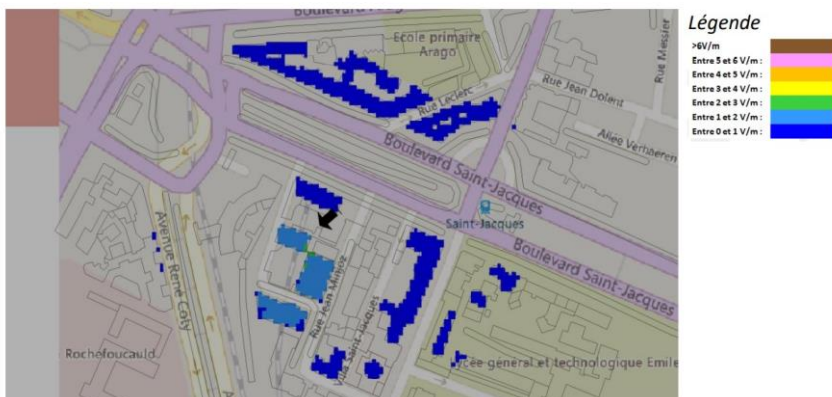 Légende
>6V/m
Entre 5 et 6 V/m :
Entre 4 et 5 V/m :
Entre 3 et 4 V/m :
Entre 2 et 3 V/m :
Entre 1 et 2 V/m :
Entre 0 et 1 V/m :
Boulevard
Ecole primaire
Arago
Rue Messier
Rue Jean Dolent
Rue Leclerc
Allée Verhaeren
Boulevard Saint-Jacques
Saint-Jacques
Boulevard Saint-Jacques
Avenue René Coty
Rue Jean Minjoz
Villa Saint-Jacques
Rochefoucauld
Lycée général et technologique Emile
A